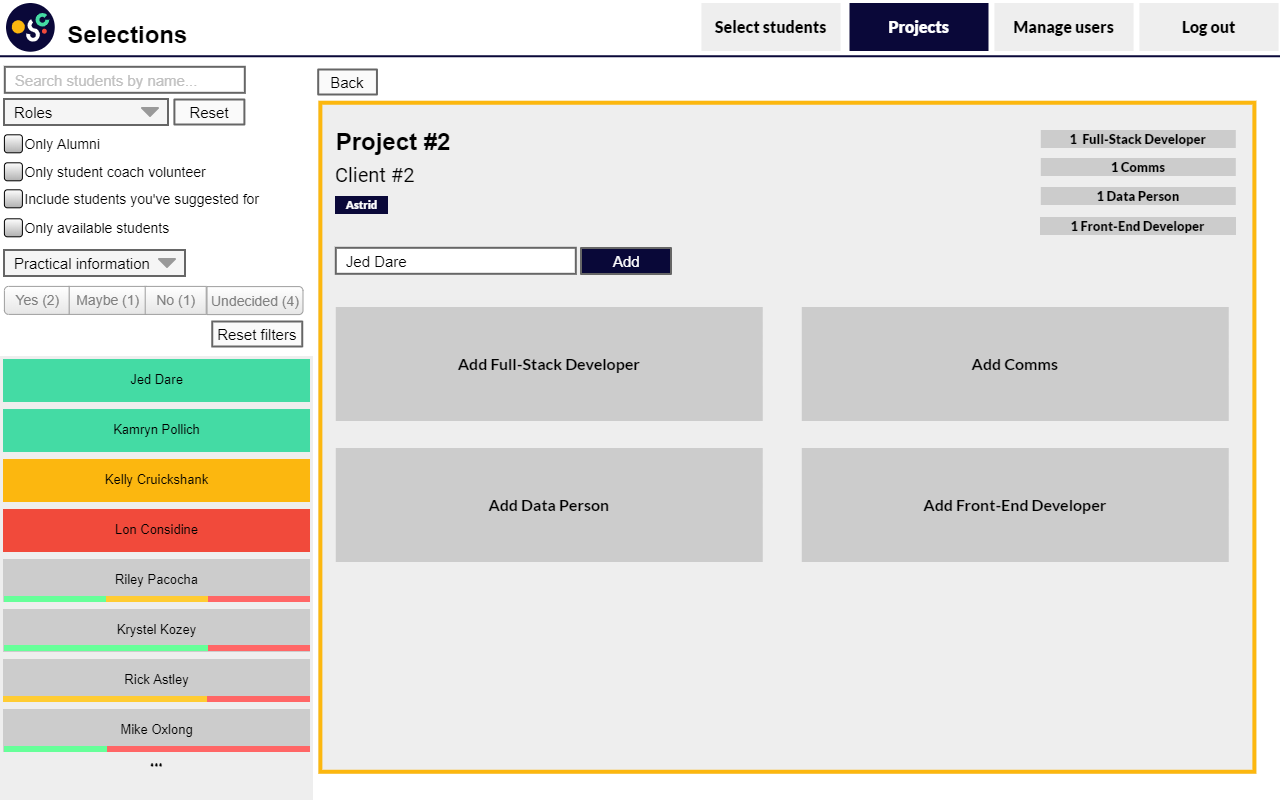 Selections
Select students
Projects
Manage users
Log out
Search students by name...
Roles
Reset
Only Alumni
Only student coach volunteer
Include students you've suggested for
Only available students
Practical information
Yes (2)
Maybe (1)
No (1)
Undecided (4)
Reset filters
Jed Dare
Kamryn Pollich
Kelly Cruickshank
Lon Considine
Riley Pacocha
Krystel Kozey
Rick Astley
Mike Oxlong
...
Back
Project #2
Client #2
Astrid
1 Full-Stack Developer
1 Comms
1 Data Person
1 Front-End Developer
Jed Dare
Add
Add Full-Stack Developer
Add Comms
Add Data Person
Add Front-End Developer